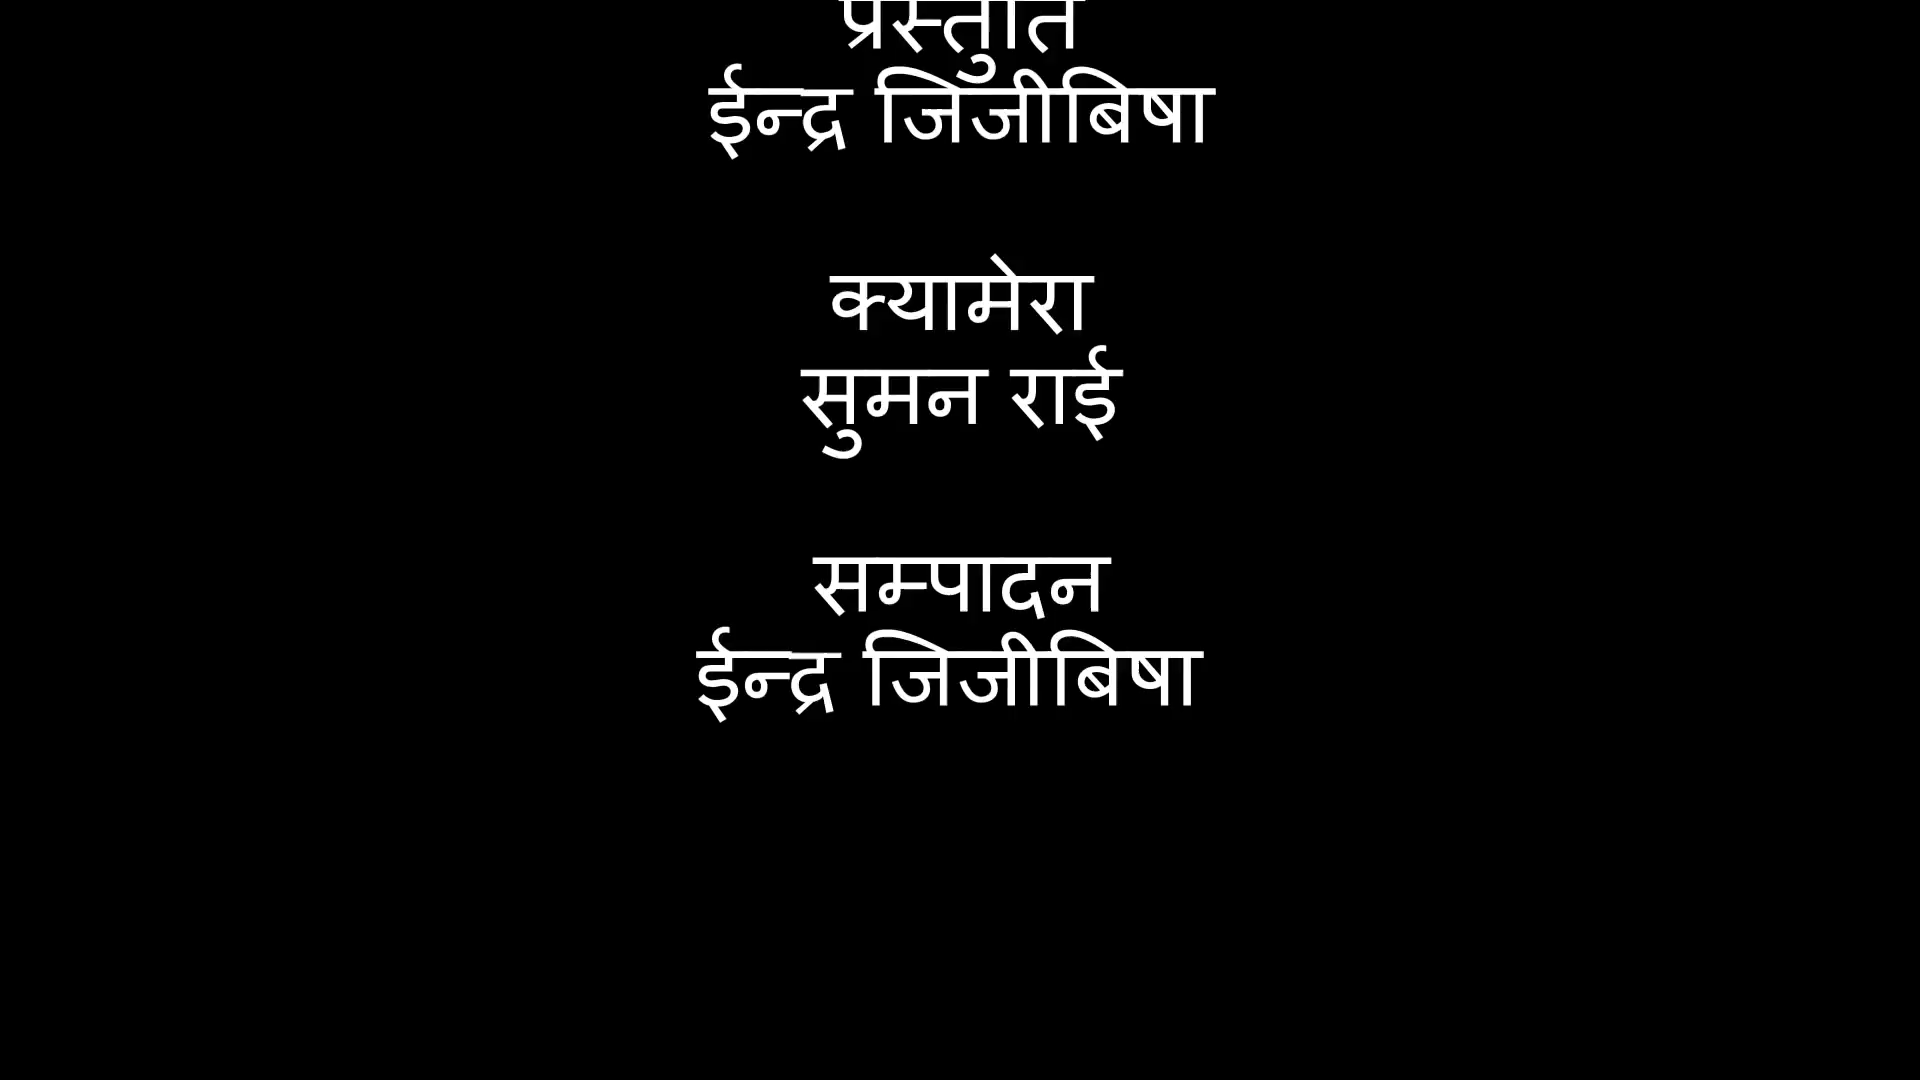 प्रस्तुति
ईन्द्र जिजीबिषा
क्यामेरा
सुमन राई
सम्पादन
ईन्द्र जिजीबिषा